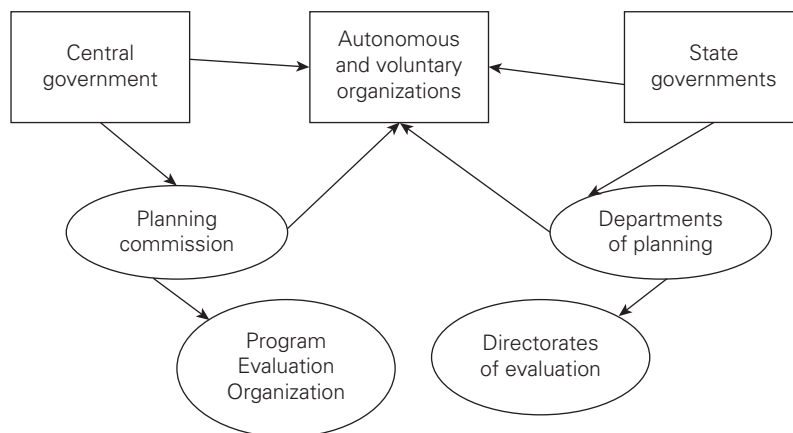 Central
government
Autonomous
and voluntary
organizations
State
governments
Planning
commission
Departments
of planning
Program
Evaluation
Organization
Directorates
of evaluation